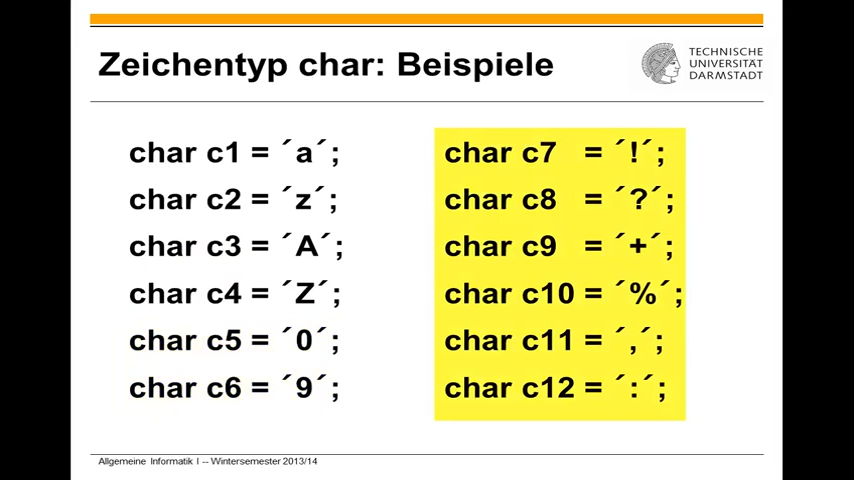 Zeichentyp char: Beispiele
TECHNISCHE
UNIVERSITÄT
DARMSTADT
char c1 = ´a´;
char c2 = ´z´;
char c3 = ´A´;
char c4 = ´Z´;
char c5 = ´0´;
char c6 = ´9´;
char c7 = ´!´;
char c8 = ´?´;
char c9 = ´+´;
char c10 = ´%´;
char c11 = ´,´;
char c12 = ´:´;
Allgemeine Informatik I -- Wintersemester 2013/14